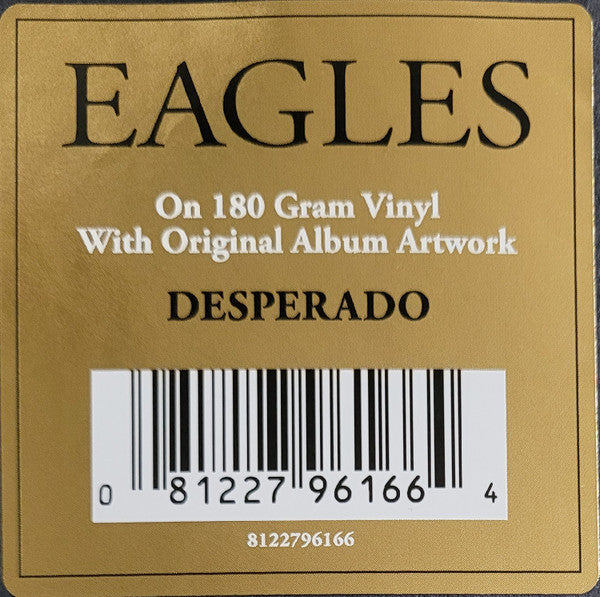 EAGLES
On 180 Gram Vinyl
With Original Album Artwork
DESPERADO
0 81227 96166 4
8122796166